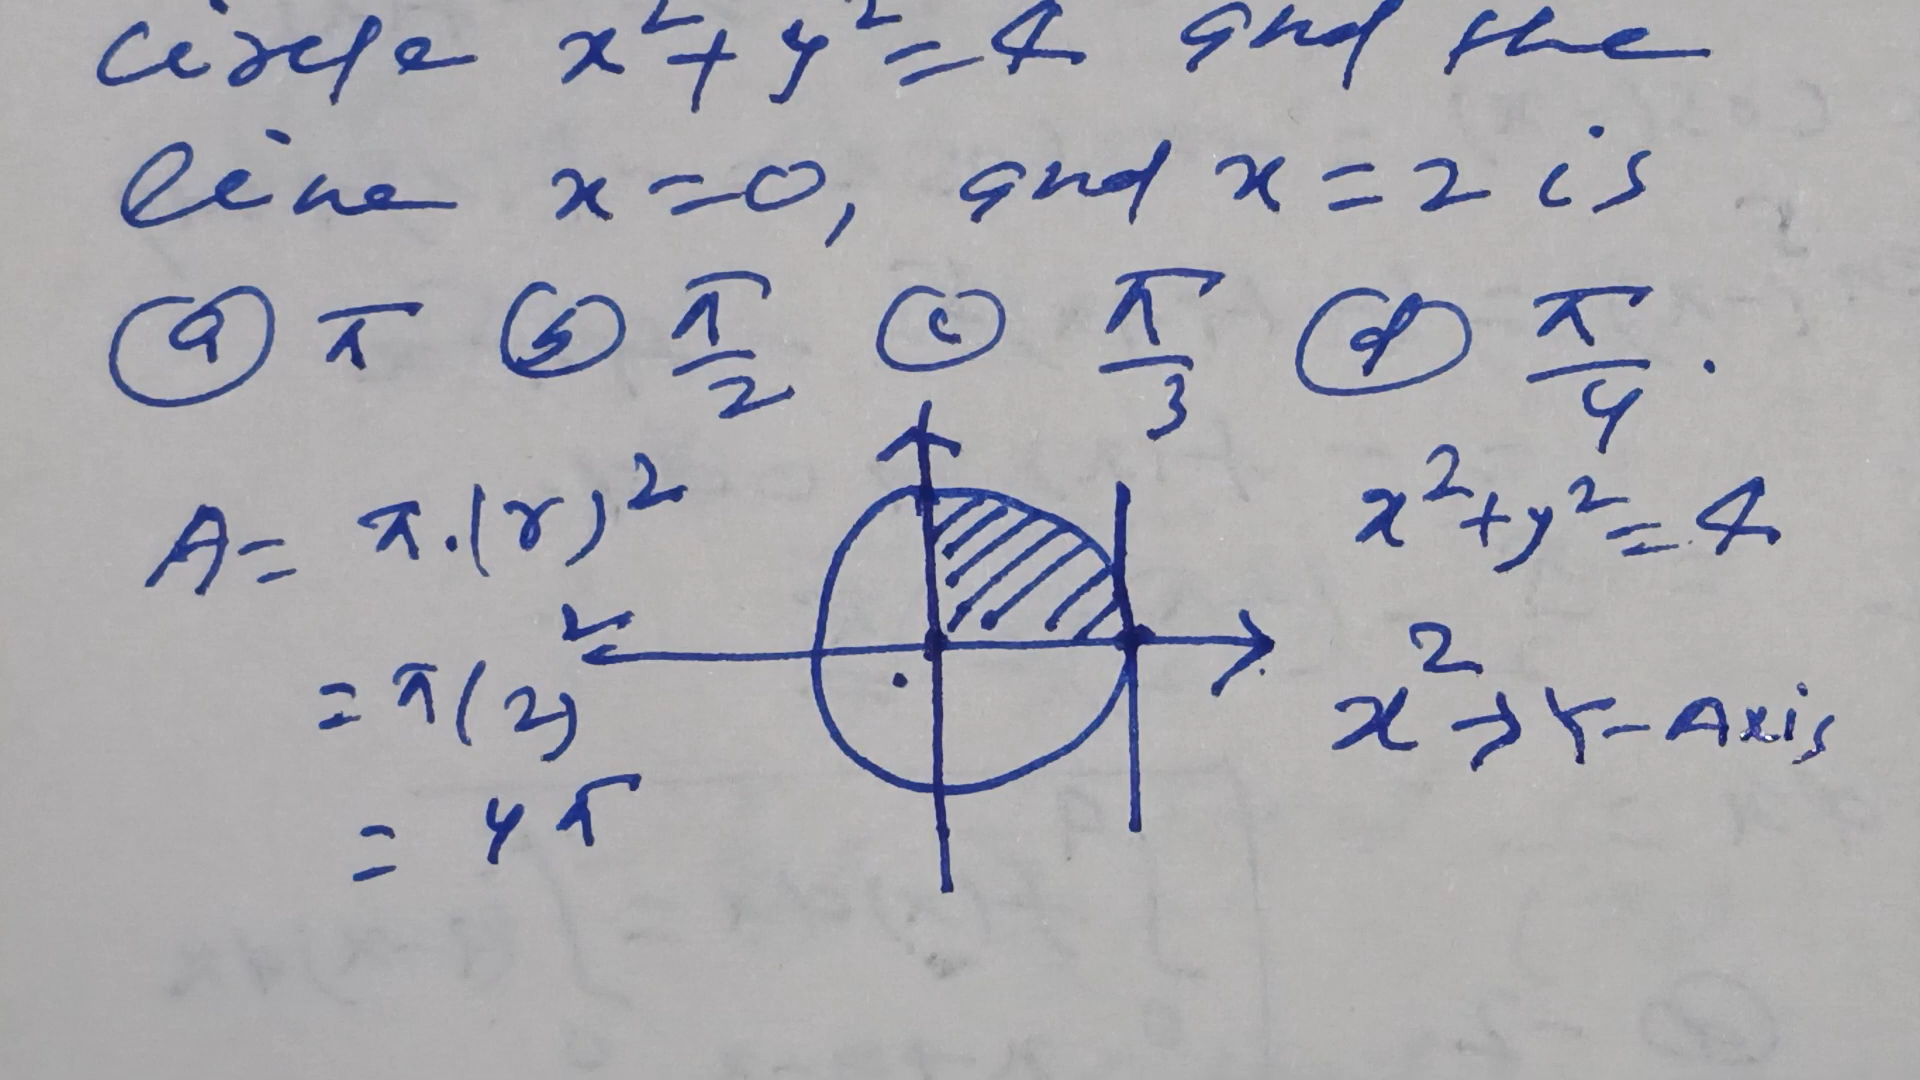 circle x²+y²=4 and the
line x=0, and x=2 is
(a) π (b) π/2 (c) π/3 (d) π/4.
A= π.(r)²
x²+y²=4
=π(2)²
x² → Y-Axis
= 4π